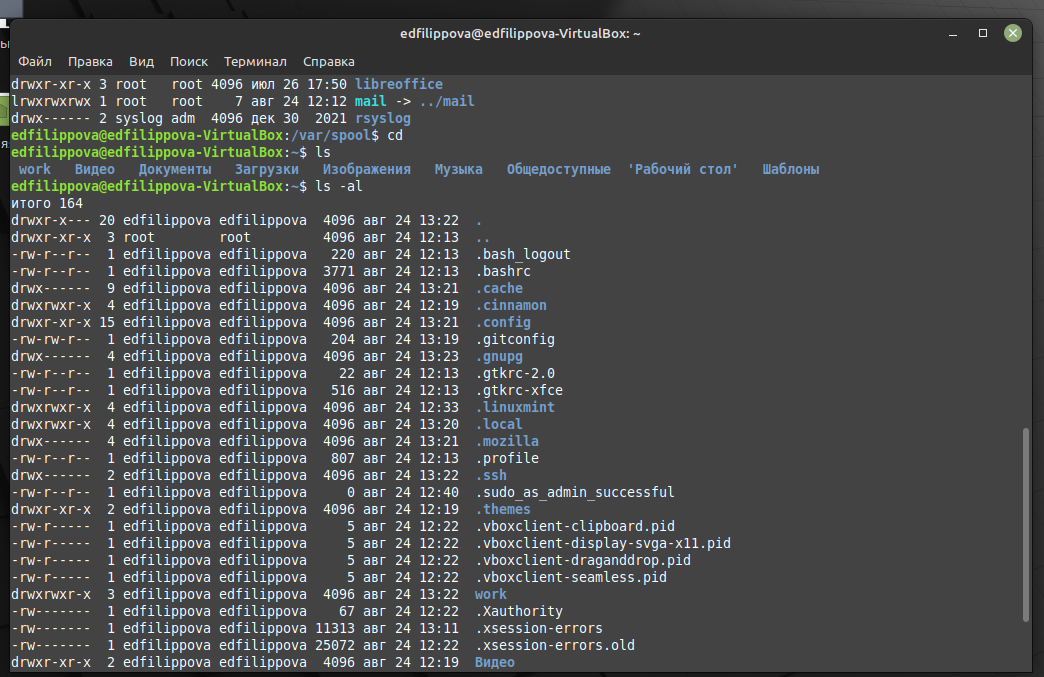 edfilippova@edfilippova-VirtualBox: ~
Файл Правка Вид Поиск Терминал Справка
drwxr-xr-x 3 root   root 4096 июл 26 17:50 libreoffice
lrwxrwxrwx 1 root   root    7 авг 24 12:12 mail -> ../mail
drwx------ 2 syslog adm  4096 дек 30  2021 rsyslog
edfilippova@edfilippova-VirtualBox:/var/spool$ cd
edfilippova@edfilippova-VirtualBox:~$ ls
work   Видео   Документы   Загрузки   Изображения   Музыка   Общедоступные  'Рабочий стол'   Шаблоны
edfilippova@edfilippova-VirtualBox:~$ ls -al
итого 164
drwxr-x--- 20 edfilippova edfilippova  4096 авг 24 13:22  .
drwxr-xr-x  3 root        root         4096 авг 24 12:13  ..
-rw-r--r--  1 edfilippova edfilippova   220 авг 24 12:13  .bash_logout
-rw-r--r--  1 edfilippova edfilippova  3771 авг 24 12:13  .bashrc
drwx------  9 edfilippova edfilippova  4096 авг 24 13:21  .cache
drwxrwxr-x  4 edfilippova edfilippova  4096 авг 24 12:19  .cinnamon
drwxr-xr-x 15 edfilippova edfilippova  4096 авг 24 13:21  .config
-rw-rw-r--  1 edfilippova edfilippova   204 авг 24 13:19  .gitconfig
drwx------  4 edfilippova edfilippova  4096 авг 24 13:23  .gnupg
-rw-r--r--  1 edfilippova edfilippova    22 авг 24 12:13  .gtkrc-2.0
-rw-r--r--  1 edfilippova edfilippova   516 авг 24 12:13  .gtkrc-xfce
drwxrwxr-x  4 edfilippova edfilippova  4096 авг 24 12:33  .linuxmint
drwxrwxr-x  4 edfilippova edfilippova  4096 авг 24 13:20  .local
drwx------  4 edfilippova edfilippova  4096 авг 24 13:21  .mozilla
-rw-r--r--  1 edfilippova edfilippova   807 авг 24 12:13  .profile
drwx------  2 edfilippova edfilippova  4096 авг 24 13:22  .ssh
-rw-r--r--  1 edfilippova edfilippova     0 авг 24 12:40  .sudo_as_admin_successful
drwxr-xr-x  2 edfilippova edfilippova  4096 авг 24 12:19  .themes
-rw-r-----  1 edfilippova edfilippova     5 авг 24 12:22  .vboxclient-clipboard.pid
-rw-r-----  1 edfilippova edfilippova     5 авг 24 12:22  .vboxclient-display-svga-x11.pid
-rw-r-----  1 edfilippova edfilippova     5 авг 24 12:22  .vboxclient-draganddrop.pid
-rw-r-----  1 edfilippova edfilippova     5 авг 24 12:22  .vboxclient-seamless.pid
drwxrwxr-x  3 edfilippova edfilippova  4096 авг 24 13:22  work
-rw-------  1 edfilippova edfilippova    67 авг 24 12:22  .Xauthority
-rw-------  1 edfilippova edfilippova 11313 авг 24 13:11  .xsession-errors
-rw-------  1 edfilippova edfilippova 25072 авг 24 12:22  .xsession-errors.old
drwxr-xr-x  2 edfilippova edfilippova  4096 авг 24 12:19  Видео